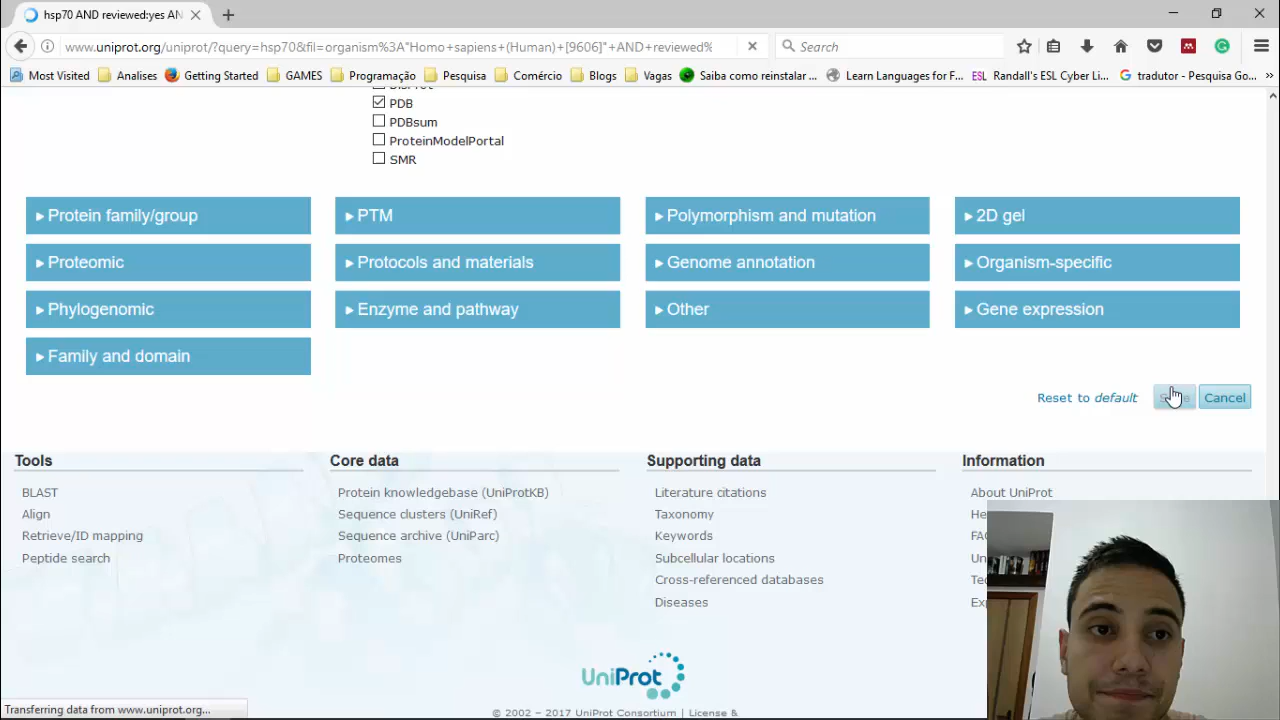 hsp70 AND reviewed:yes AN
www.uniprot.org/uniprot/?query=hsp70&fil=organism%3A"Homo+sapiens+(Human)+[9606]"+AND+reviewed%
Search
Most Visited
Analises
Getting Started
GAMES
Programação
Pesquisa
Comércio
Blogs
Vagas
Saiba como reinstalar ...
Learn Languages for F...
ESL Randall's ESL Cyber Li...
tradutor - Pesquisa Go...
DisProt
PDB
PDBsum
ProteinModelPortal
SMR
Protein family/group
PTM
Polymorphism and mutation
2D gel
Proteomic
Protocols and materials
Genome annotation
Organism-specific
Phylogenomic
Enzyme and pathway
Other
Gene expression
Family and domain
Reset to default
Cancel
Tools
Core data
Supporting data
Information
BLAST
Protein knowledgebase (UniProtKB)
Literature citations
About UniProt
Align
Sequence clusters (UniRef)
Taxonomy
He
Retrieve/ID mapping
Sequence archive (UniParc)
Keywords
FAQ
Peptide search
Proteomes
Subcellular locations
Un
Cross-referenced databases
Te
Diseases
Exp
UniProt
Transferring data from www.uniprot.org...
© 2002 – 2017 UniProt Consortium | License &